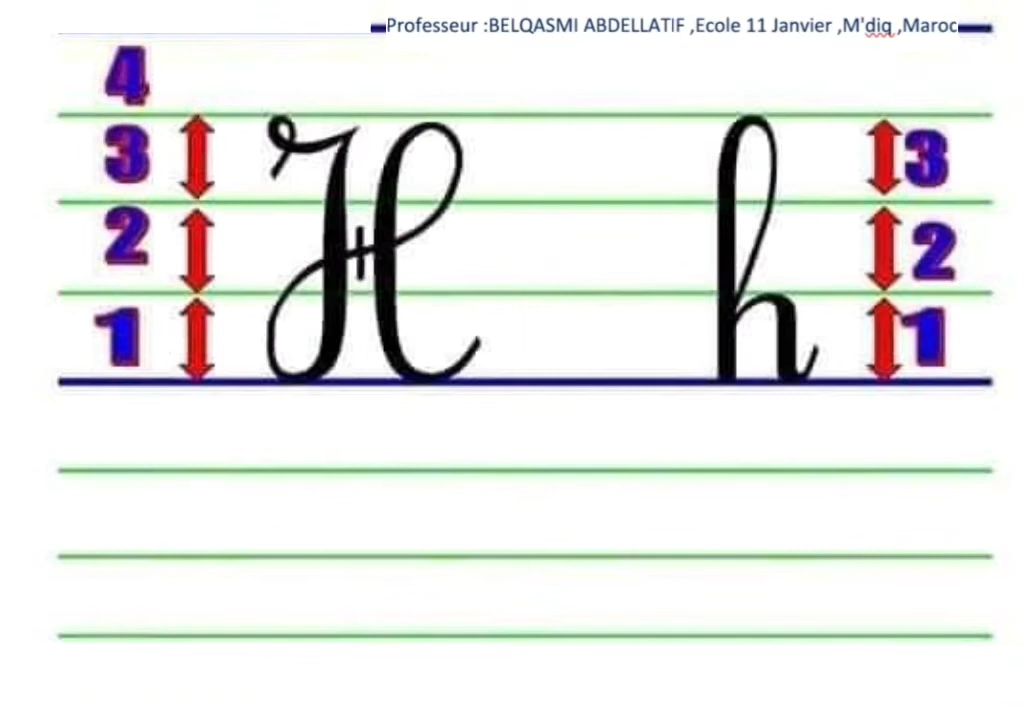 Professeur :BELQASMI ABDELLATIF ,Ecole 11 Janvier ,M'diq ,Maroc
4
3 H h 3
2 2
1 1